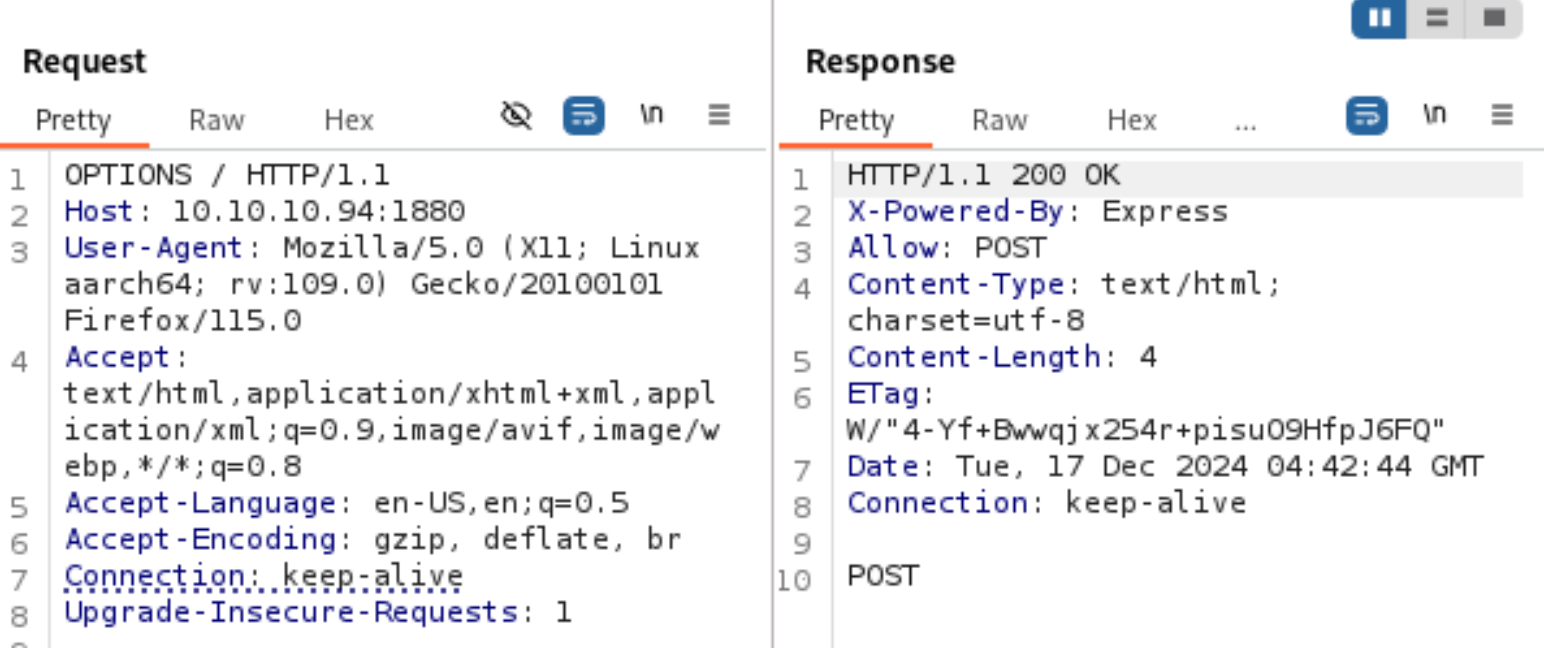 Request
Pretty Raw Hex \n
1 OPTIONS / HTTP/1.1
2 Host: 10.10.10.94:1880
3 User-Agent: Mozilla/5.0 (X11; Linux
aarch64; rv:109.0) Gecko/20100101
Firefox/115.0
4 Accept:
text/html,application/xhtml+xml,appl
ication/xml;q=0.9,image/avif,image/w
ebp,*/*;q=0.8
5 Accept-Language: en-US,en;q=0.5
6 Accept-Encoding: gzip, deflate, br
7 Connection: keep-alive
8 Upgrade-Insecure-Requests: 1
Response
Pretty Raw Hex ... \n
1 HTTP/1.1 200 OK
2 X-Powered-By: Express
3 Allow: POST
4 Content-Type: text/html;
charset=utf-8
5 Content-Length: 4
6 ETag:
W/"4-Yf+Bwwqjx254r+pisuO9HfpJ6FQ"
7 Date: Tue, 17 Dec 2024 04:42:44 GMT
8 Connection: keep-alive
9
10 POST